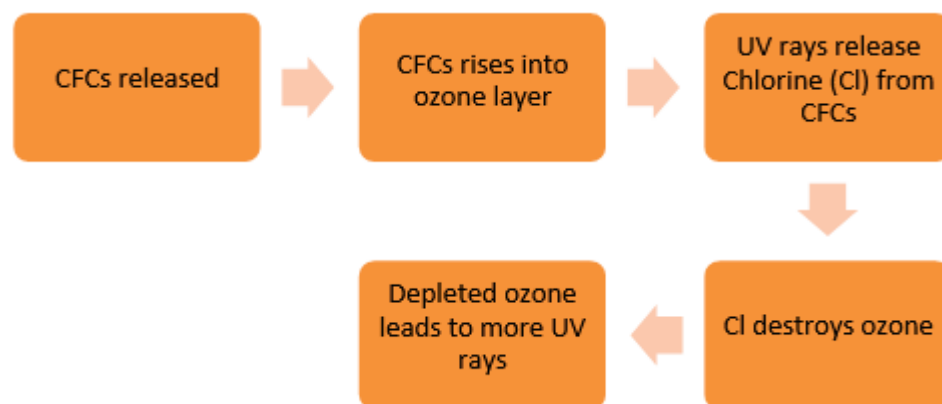 CFCs released
CFCs rises into
ozone layer
UV rays release
Chlorine (Cl) from
CFCs
Cl destroys ozone
Depleted ozone
leads to more UV
rays